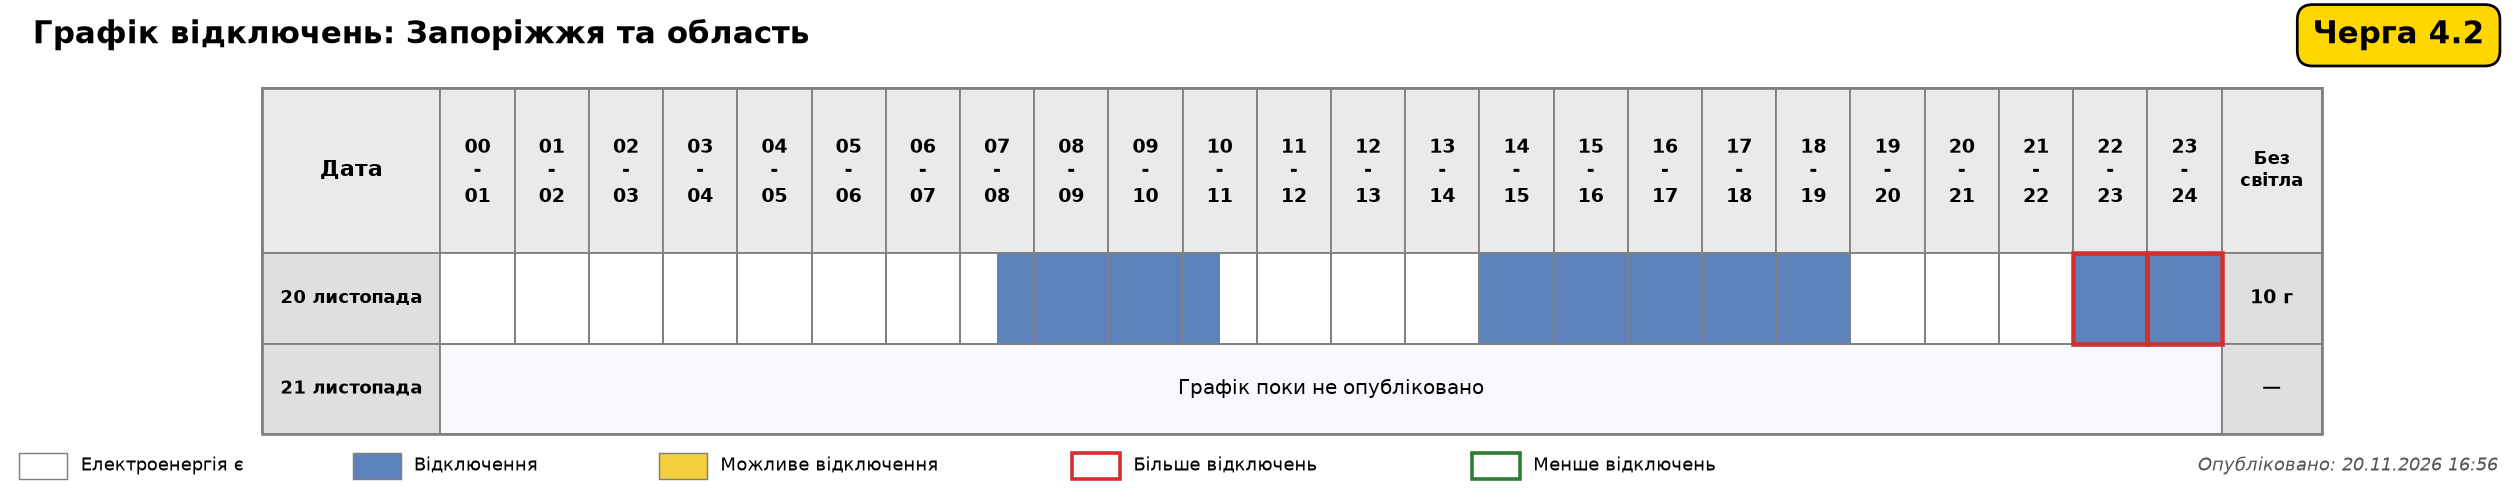 Графік відключень: Запоріжжя та область
Черга 4.2
Дата
00 - 01
01 - 02
02 - 03
03 - 04
04 - 05
05 - 06
06 - 07
07 - 08
08 - 09
09 - 10
10 - 11
11 - 12
12 - 13
13 - 14
14 - 15
15 - 16
16 - 17
17 - 18
18 - 19
19 - 20
20 - 21
21 - 22
22 - 23
23 - 24
Без
світла
20 листопада
10 г
21 листопада
Графік поки не опубліковано
—
Електроенергія є
Відключення
Можливе відключення
Більше відключень
Менше відключень
Опубліковано: 20.11.2026 16:56